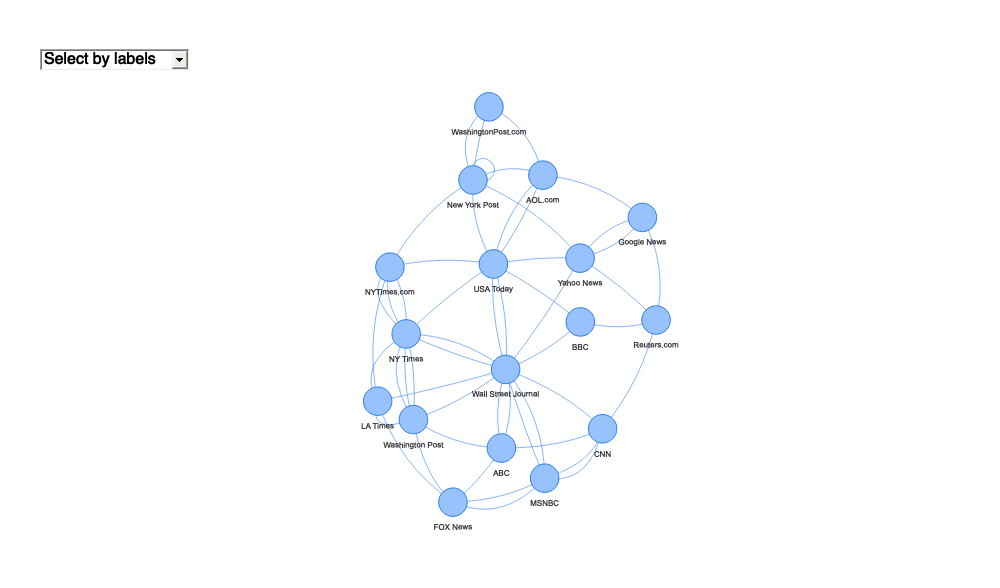 Select by labels
WashingtonPost.com
New York Post
AOL.com
Google News
NYTimes.com
USA Today
Yahoo News
BBC
Reuters.com
NY Times
Wall Street Journal
LA Times
Washington Post
CNN
ABC
MSNBC
FOX News